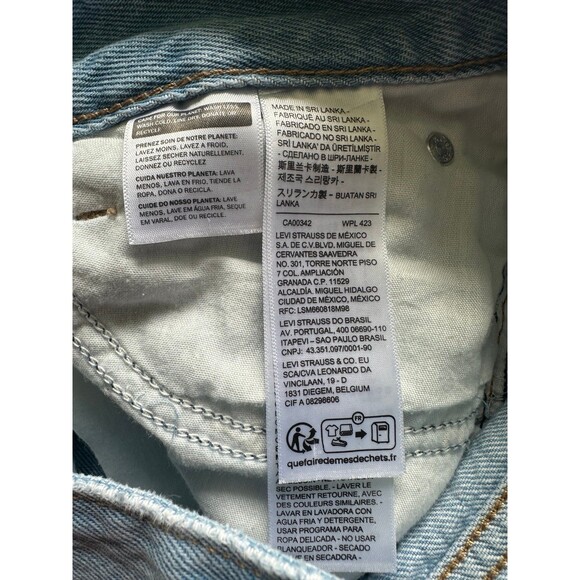 CARE FOR OUR PLANET: WASH LESS,
WASH COLD, LINE DRY, DONATE OR
RECYCLE
PRENEZ SOIN DE NOTRE PLANETE:
LAVEZ MOINS, LAVEZ A FROID,
LAISSEZ SÉCHER NATURELLEMENT,
DONNEZ OU RECYCLEZ
CUIDA NUESTRO PLANETA: LAVA
MENOS, LAVA EN FRIO, TIENDE LA
ROPA, DONA O RECICLA.
CUIDE DO NOSSO PLANETA: LAVE
MENOS, LAVE EM ÁGUA FRIA, SEQUE
EM VARAL, DOE OU RECICLE.
MADE IN SRI LANKA -
FABRIQUÉ AU SRI LANKA -
FABRICADO EN SRI LANKA -
FABRICADO NO SRI LANKA -
SRİ LANKA' DA ÜRETİLMİŞTİR
- СДЕЛАНО В ШРИ-ЛАНКЕ -
斯里兰卡制造 - 斯里蘭卡製造 -
제조국 스리랑카 -
スリランカ製 - BUATAN SRI
LANKA
CA00342 WPL 423
LEVI STRAUSS DE MÉXICO
S.A. DE C.V.BLVD. MIGUEL DE
CERVANTES SAAVEDRA
NO. 301, TORRE NORTE PISO
7 COL. AMPLIACIÓN
GRANADA C.P. 11529
ALCALDÍA. MIGUEL HIDALGO
CIUDAD DE MÉXICO, MÉXICO
RFC: LSM660818M98
LEVI STRAUSS DO BRASIL
AV. PORTUGAL, 400 06690-110
ITAPEVI – SAO PAULO BRASIL
CNPJ: 43.351.097/0001-90
LEVI STRAUSS & CO. EU
SCA/CVA LEONARDO DA
VINCILAAN, 19 - D
1831 DIEGEM, BELGIUM
CIF A 08298606
FR
quefairedemesdechets.fr
SEC POSSIBLE. - LAVER LE
VÊTEMENT RETOURNÉ, AVEC
DES COULEURS SIMILAIRES. -
LAVAR EN LAVADORA CON
AGUA FRIA Y DETERGENTE,
USAR PROGRAMA PARA
ROPA DELICADA - NO USAR
BLANQUEADOR - SECADO